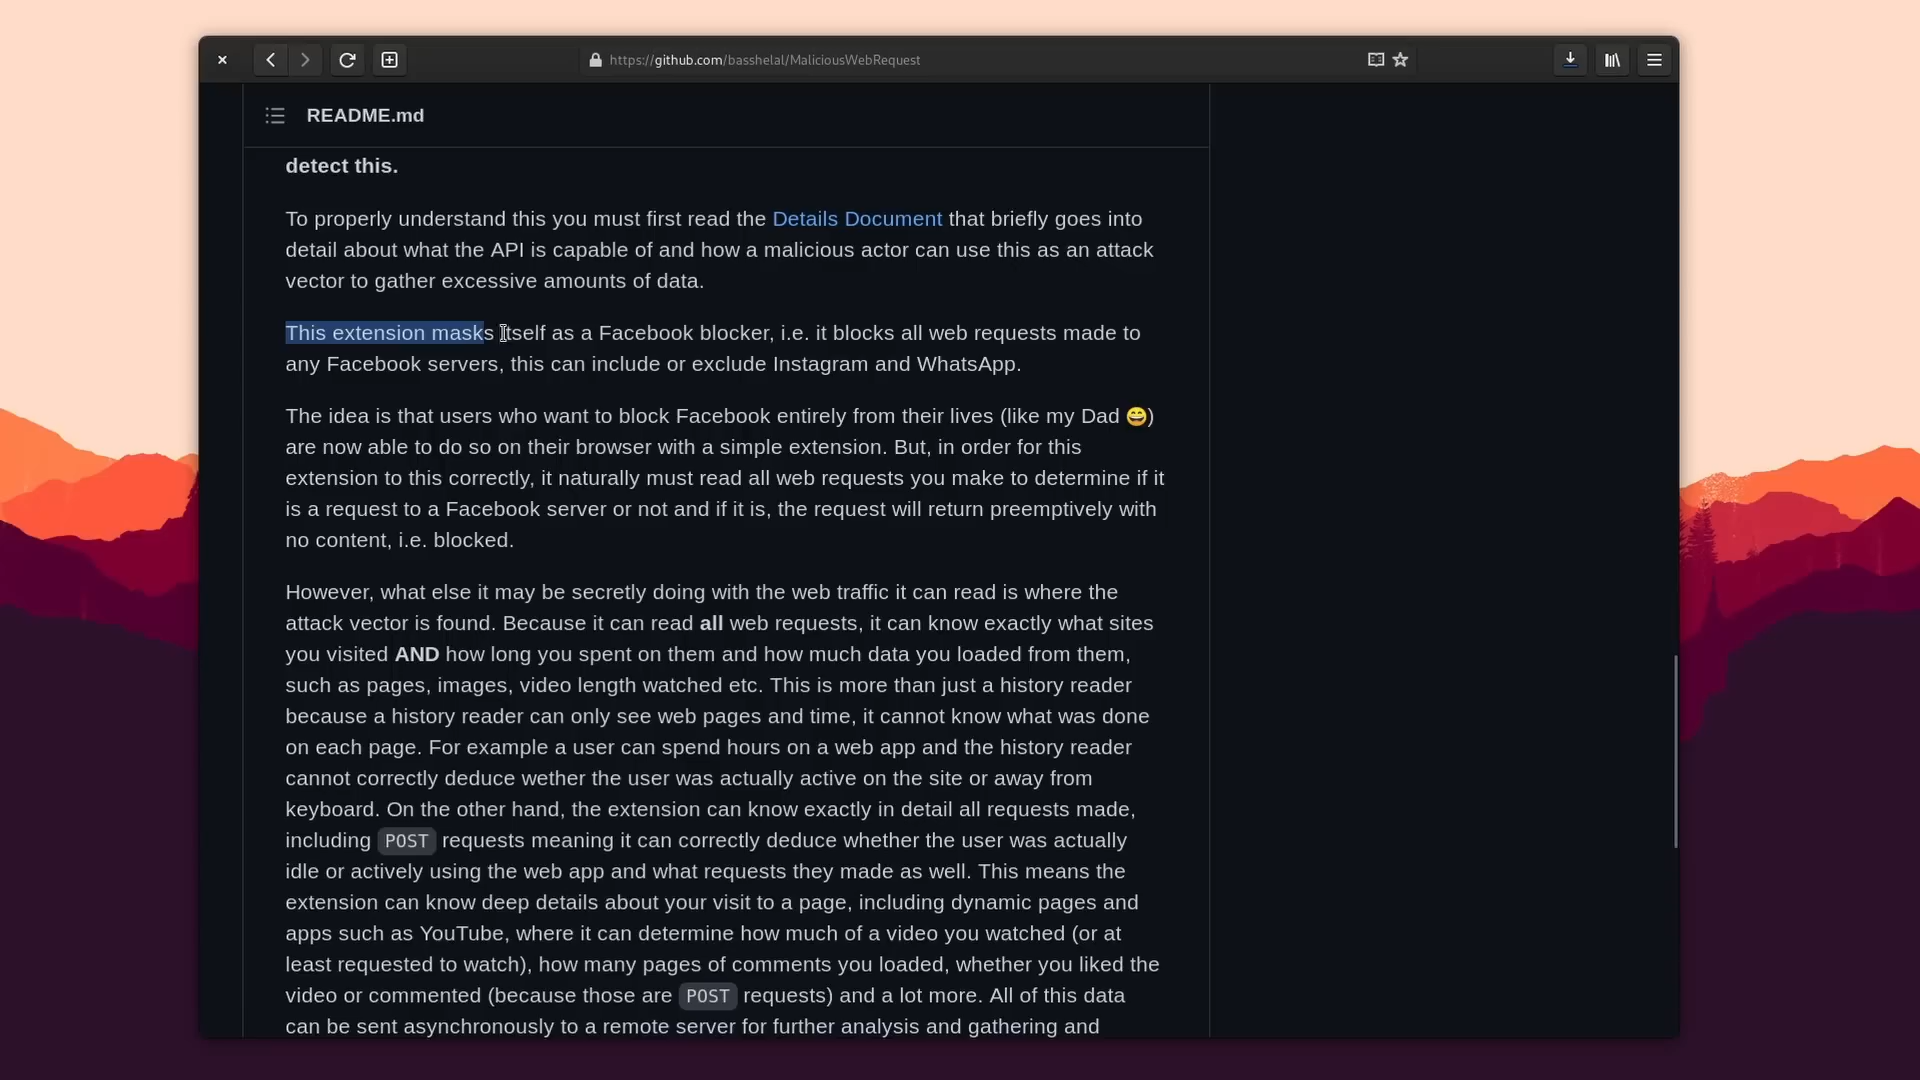 https://github.com/basshelal/MaliciousWebRequest
README.md
detect this.
To properly understand this you must first read the Details Document that briefly goes into
detail about what the API is capable of and how a malicious actor can use this as an attack
vector to gather excessive amounts of data.
This extension masks itself as a Facebook blocker, i.e. it blocks all web requests made to
any Facebook servers, this can include or exclude Instagram and WhatsApp.
The idea is that users who want to block Facebook entirely from their lives (like my Dad 😄)
are now able to do so on their browser with a simple extension. But, in order for this
extension to this correctly, it naturally must read all web requests you make to determine if it
is a request to a Facebook server or not and if it is, the request will return preemptively with
no content, i.e. blocked.
However, what else it may be secretly doing with the web traffic it can read is where the
attack vector is found. Because it can read all web requests, it can know exactly what sites
you visited AND how long you spent on them and how much data you loaded from them,
such as pages, images, video length watched etc. This is more than just a history reader
because a history reader can only see web pages and time, it cannot know what was done
on each page. For example a user can spend hours on a web app and the history reader
cannot correctly deduce wether the user was actually active on the site or away from
keyboard. On the other hand, the extension can know exactly in detail all requests made,
including POST requests meaning it can correctly deduce whether the user was actually
idle or actively using the web app and what requests they made as well. This means the
extension can know deep details about your visit to a page, including dynamic pages and
apps such as YouTube, where it can determine how much of a video you watched (or at
least requested to watch), how many pages of comments you loaded, whether you liked the
video or commented (because those are POST requests) and a lot more. All of this data
can be sent asynchronously to a remote server for further analysis and gathering and